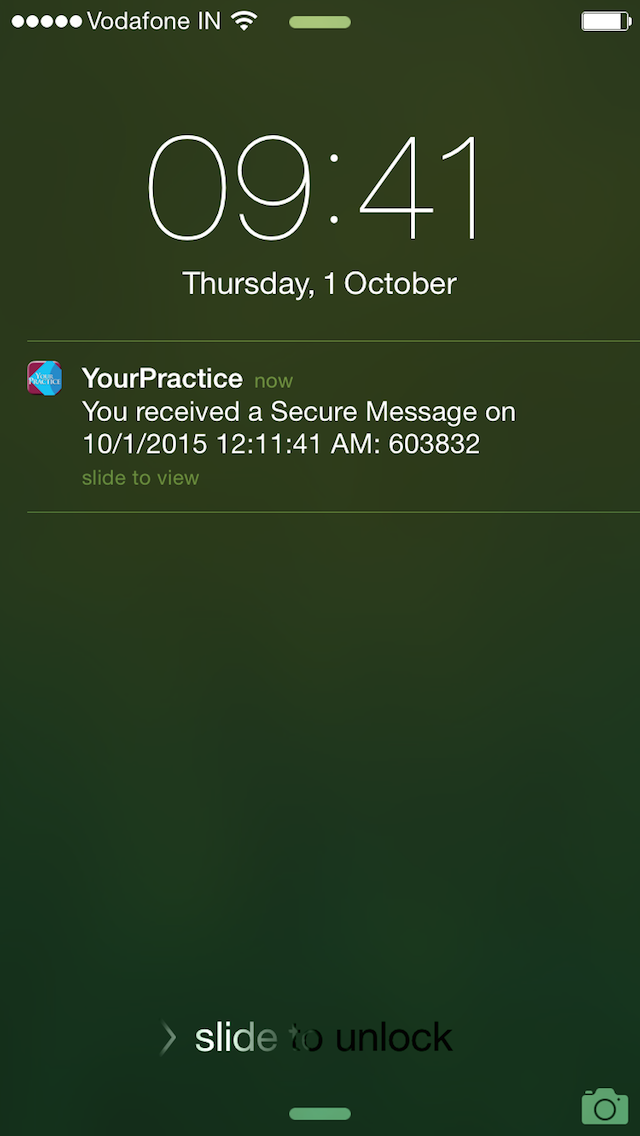 Vodafone IN
09:41
Thursday, 1 October
YOUR
PRACTICE
YourPractice now
You received a Secure Message on
10/1/2015 12:11:41 AM: 603832
slide to view
slide to unlock